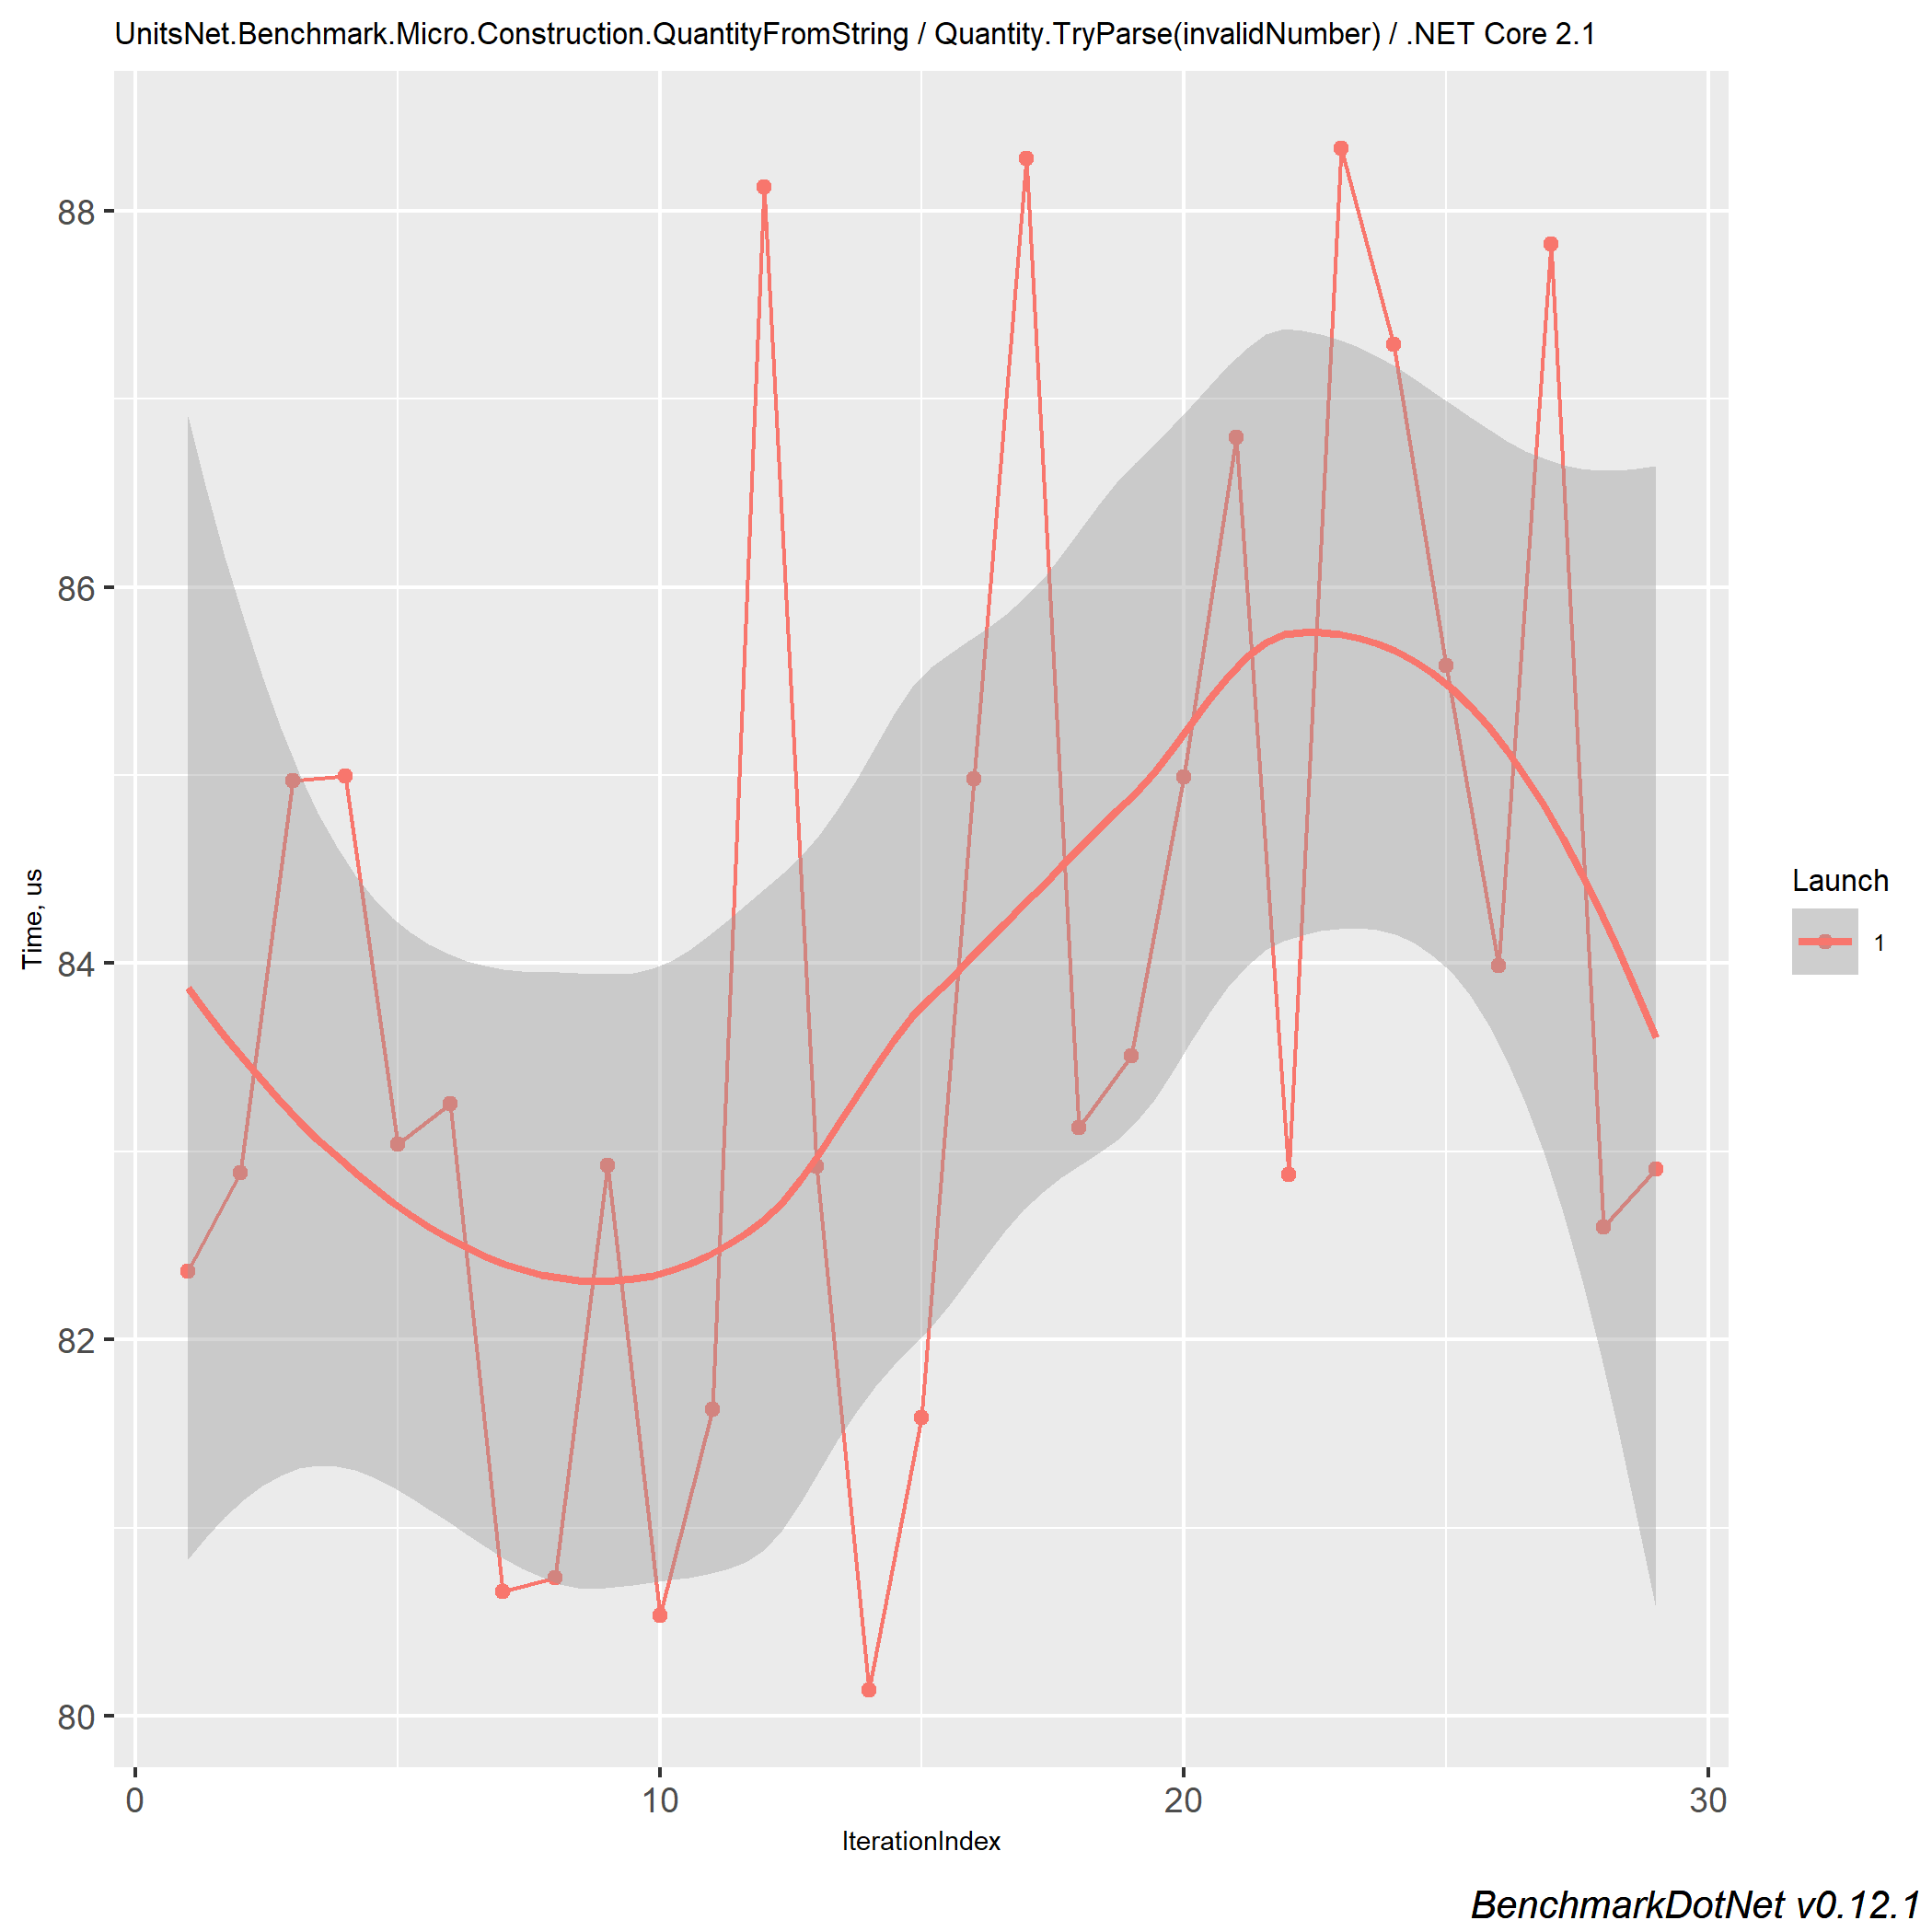 UnitsNet.Benchmark.Micro.Construction.QuantityFromString / Quantity.TryParse(invalidNumber) / .NET Core 2.1
88
86
84
82
80
Time, us
0 10 20 30
IterationIndex
Launch
1
BenchmarkDotNet v0.12.1